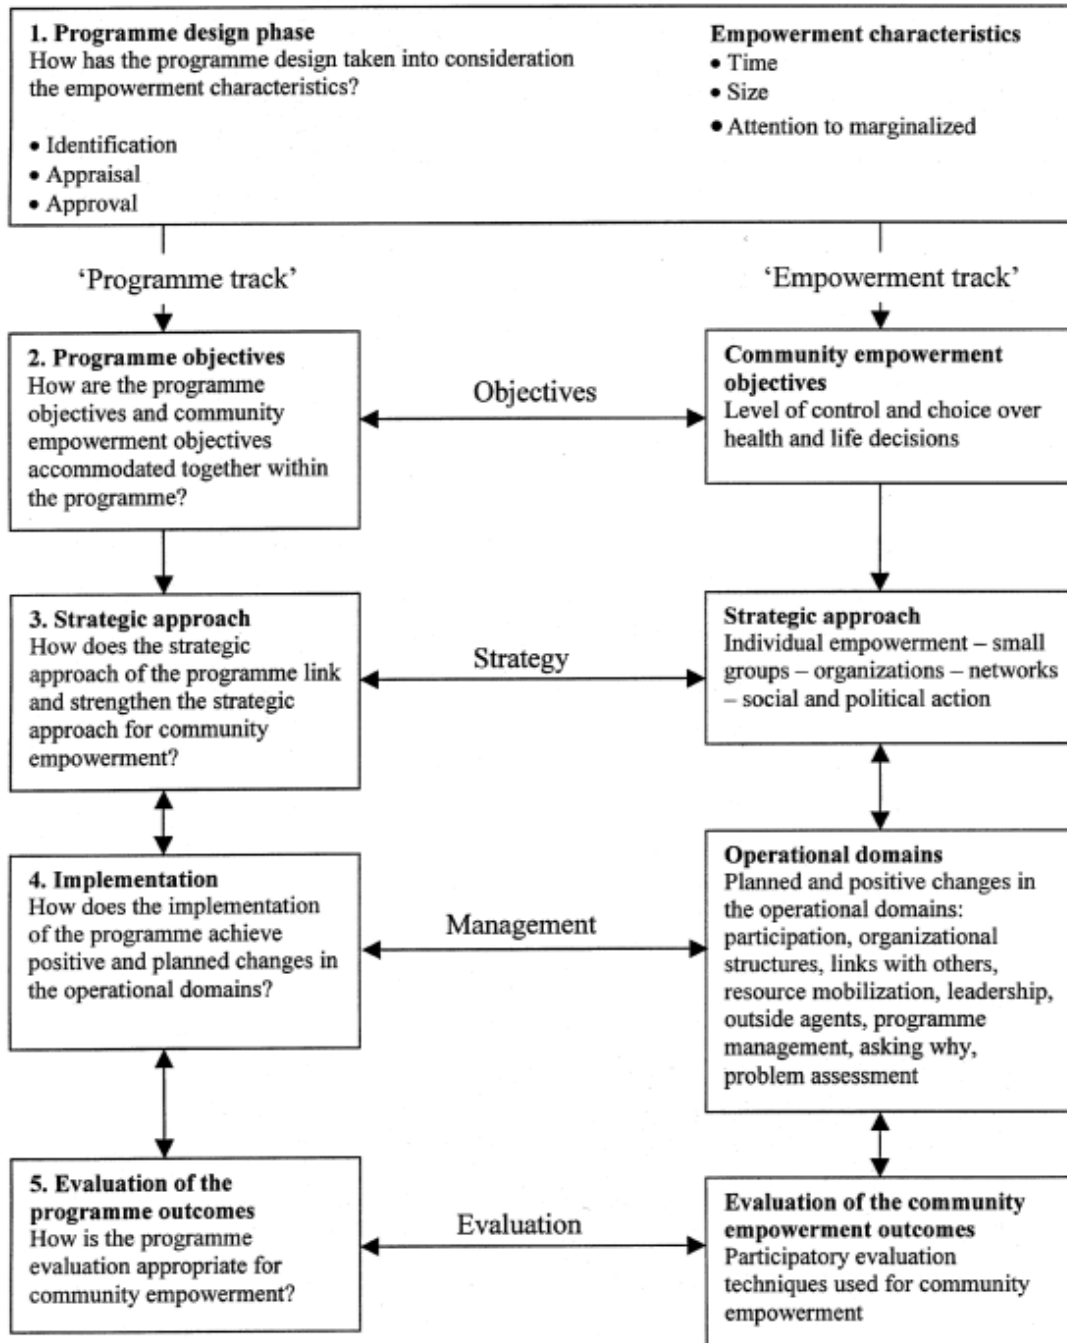 1. Programme design phase
How has the programme design taken into consideration
the empowerment characteristics?
• Identification
• Appraisal
• Approval
Empowerment characteristics
• Time
• Size
• Attention to marginalized
‘Programme track’
‘Empowerment track’
2. Programme objectives
How are the programme
objectives and community
empowerment objectives
accommodated together within
the programme?
Objectives
Community empowerment
objectives
Level of control and choice over
health and life decisions
3. Strategic approach
How does the strategic
approach of the programme link
and strengthen the strategic
approach for community
empowerment?
Strategy
Strategic approach
Individual empowerment – small
groups – organizations – networks
– social and political action
4. Implementation
How does the implementation
of the programme achieve
positive and planned changes in
the operational domains?
Management
Operational domains
Planned and positive changes in
the operational domains:
participation, organizational
structures, links with others,
resource mobilization, leadership,
outside agents, programme
management, asking why,
problem assessment
5. Evaluation of the
programme outcomes
How is the programme
evaluation appropriate for
community empowerment?
Evaluation
Evaluation of the community
empowerment outcomes
Participatory evaluation
techniques used for community
empowerment